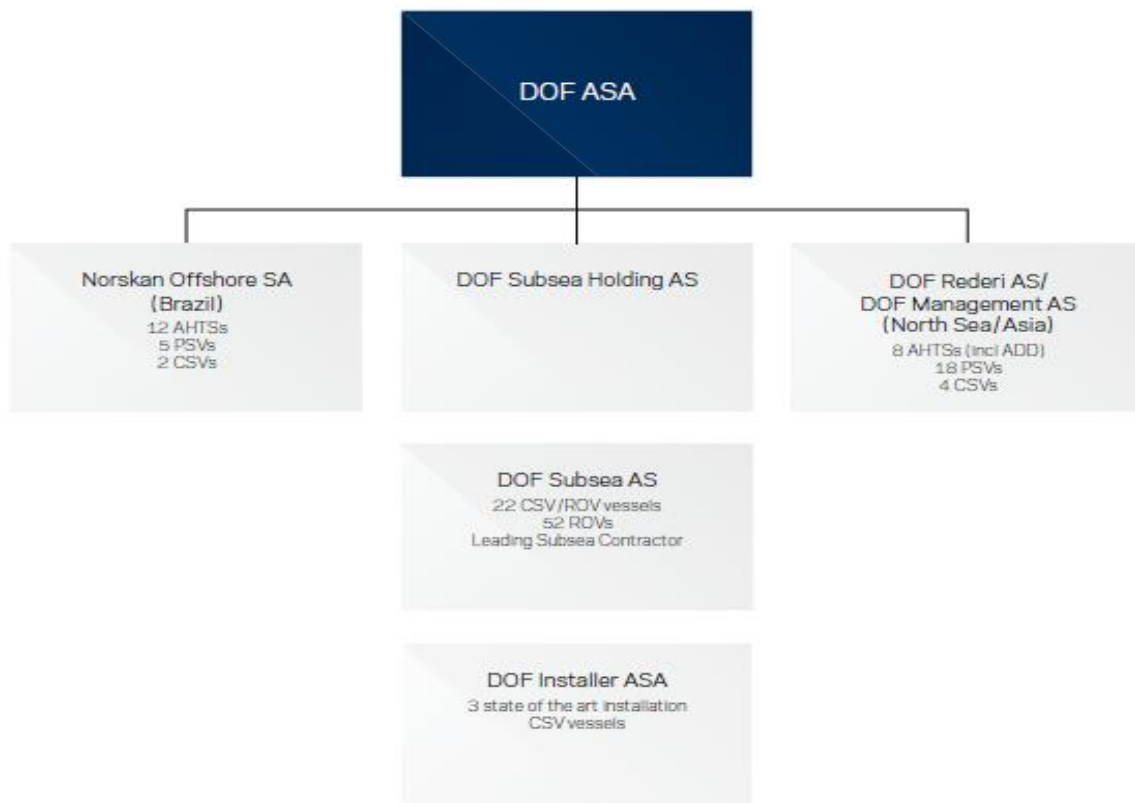 DOF ASA
Norskan Offshore SA
(Brazil)
12 AHTSs
5 PSVs
2 CSVs
DOF Subsea Holding AS
DOF Rederi AS/
DOF Management AS
(North Sea/Asia)
8 AHTSs (incl ADD)
18 PSVs
4 CSVs
DOF Subsea AS
22 CSV/ROV vessels
52 ROVs
Leading Subsea Contractor
DOF Installer ASA
3 state of the art installation
CSV vessels